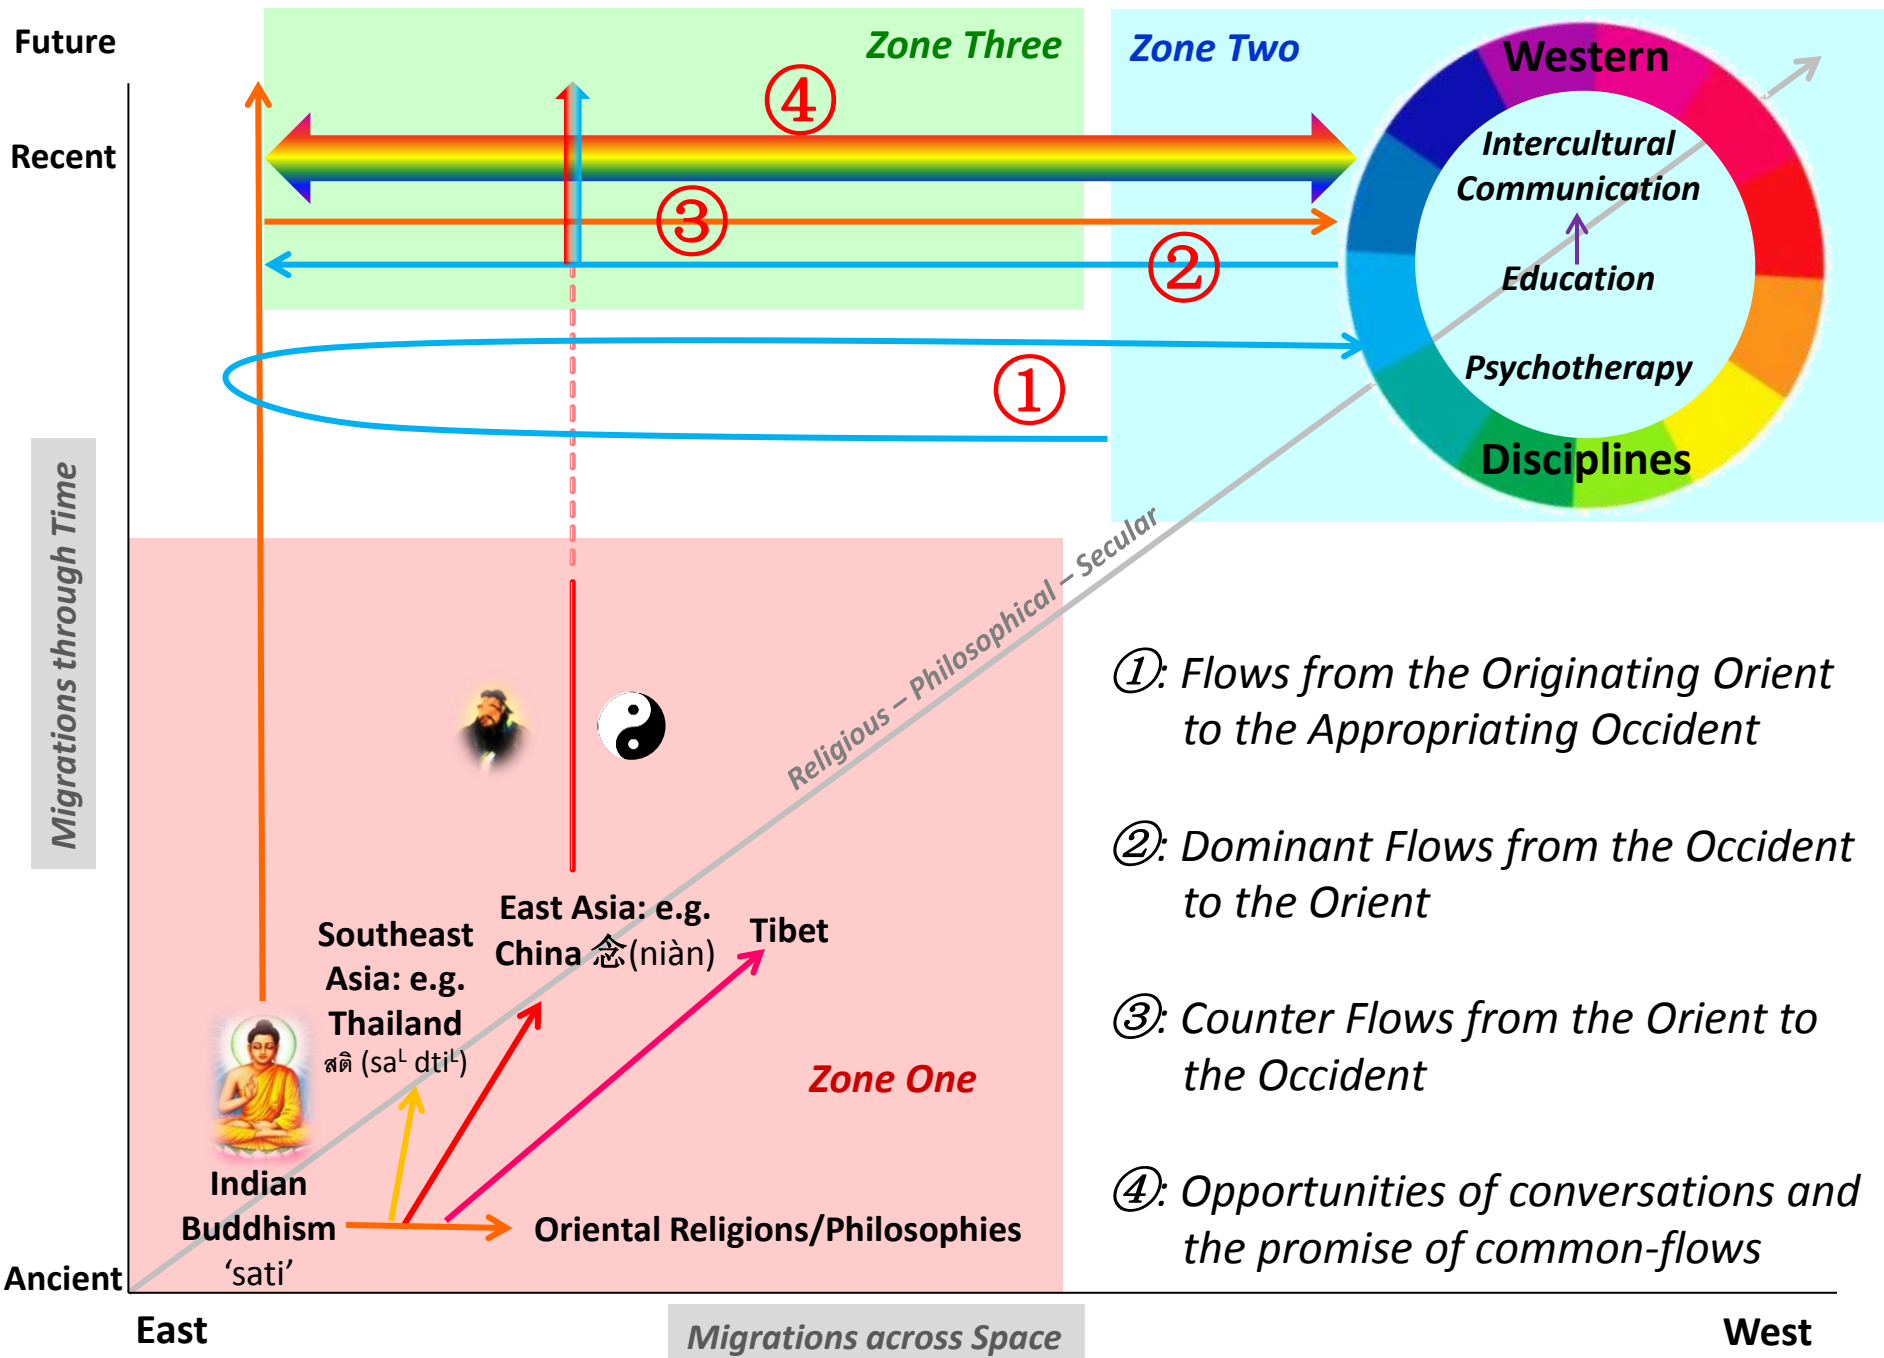 Future
Recent
Ancient
Migrations through Time
Zone Three
Zone Two
④
③
②
①
Western
Intercultural
Communication
Education
Psychotherapy
Disciplines
Religious – Philosophical – Secular
Southeast
Asia: e.g.
Thailand
สติ (saᴸ dtiᴸ)
East Asia: e.g.
China 念(niàn)
Tibet
Zone One
Indian
Buddhism
‘sati’
Oriental Religions/Philosophies
①: Flows from the Originating Orient
to the Appropriating Occident
②: Dominant Flows from the Occident
to the Orient
③: Counter Flows from the Orient to
the Occident
④: Opportunities of conversations and
the promise of common-flows
East
Migrations across Space
West